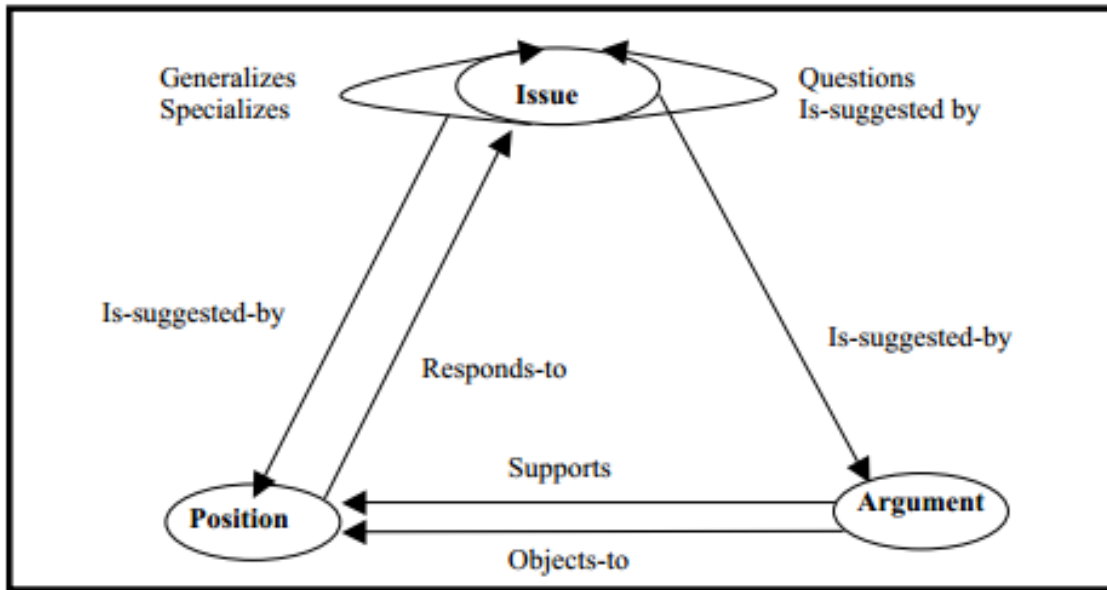 Generalizes
Specializes
Issue
Questions
Is-suggested by
Is-suggested-by
Is-suggested-by
Responds-to
Supports
Position
Argument
Objects-to